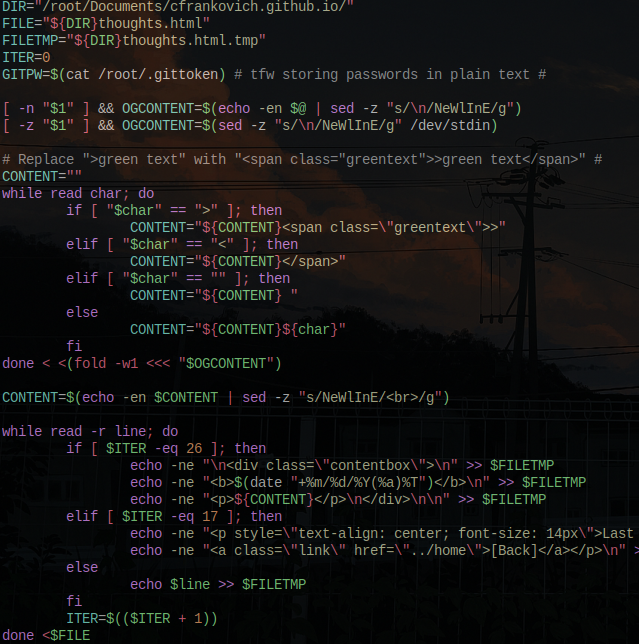 DIR="/root/Documents/cfrankovich.github.io/"
FILE="${DIR}thoughts.html"
FILETMP="${DIR}thoughts.html.tmp"
ITER=0
GITPW=$(cat /root/.gittoken) # tfw storing passwords in plain text #

[ -n "$1" ] && OGCONTENT=$(echo -en $@ | sed -z "s/\n/NeWlInE/g")
[ -z "$1" ] && OGCONTENT=$(sed -z "s/\n/NeWlInE/g" /dev/stdin)

# Replace ">green text" with "<span class="greentext">>green text</span>" #
CONTENT=""
while read char; do
        if [ "$char" == ">" ]; then
                CONTENT="${CONTENT}<span class=\"greentext\">>"
        elif [ "$char" == "<" ]; then
                CONTENT="${CONTENT}</span>"
        elif [ "$char" == "" ]; then
                CONTENT="${CONTENT} "
        else
                CONTENT="${CONTENT}${char}"
        fi
done < <(fold -w1 <<< "$OGCONTENT")

CONTENT=$(echo -en $CONTENT | sed -z "s/NeWlInE/<br>/g")

while read -r line; do
        if [ $ITER -eq 26 ]; then
                echo -ne "\n<div class=\"contentbox\">\n" >> $FILETMP
                echo -ne "<b>$(date "+%m/%d/%Y(%a)%T")</b>\n" >> $FILETMP
                echo -ne "<p>${CONTENT}</p>\n</div>\n\n" >> $FILETMP
        elif [ $ITER -eq 17 ]; then
                echo -ne "<p style=\"text-align: center; font-size: 14px\">Last
                echo -ne "<a class=\"link\" href=\"../home\">[Back]</a></p>\n" >
        else
                echo $line >> $FILETMP
        fi
        ITER=$(($ITER + 1))
done <$FILE